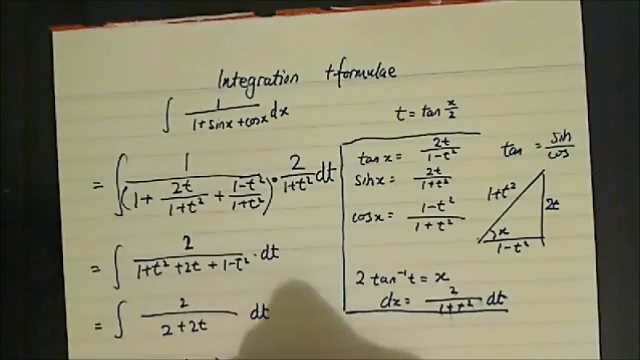 Integration t-formulae
∫ 1/(1+sinx+cosx) dx
t = tan x/2
= ∫ 1/(1 + 2t/(1+t²) + (1-t²)/(1+t²)) · 2/(1+t²) dt
= ∫ 2/(1+t²+2t+1-t²) · dt
= ∫ 2/(2+2t) dt
tan x = 2t/(1-t²)
sin x = 2t/(1+t²)
cos x = (1-t²)/(1+t²)
2 tan⁻¹ t = x
dx = 2/(1+t²) dt
tan = sin/cos
1+t²
2t
x
1-t²